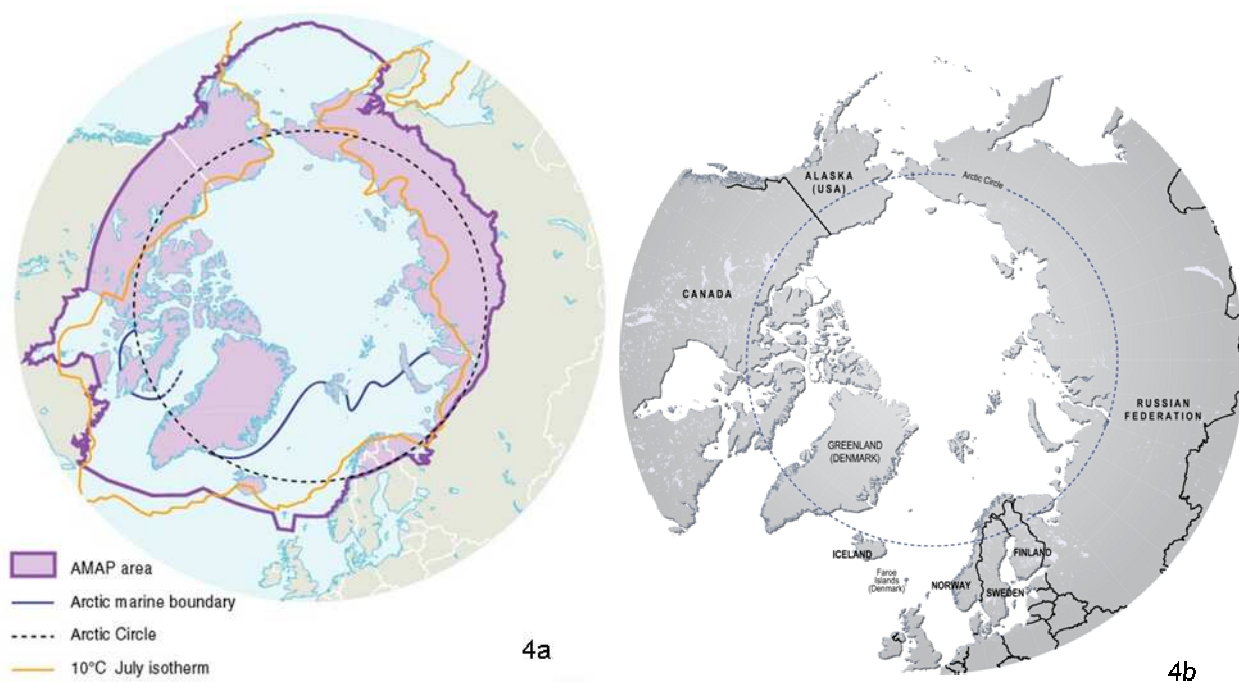 AMAP area
Arctic marine boundary
Arctic Circle
10°C July isotherm
4a
ALASKA
(USA)
Arctic Circle
CANADA
RUSSIAN
FEDERATION
GREENLAND
(DENMARK)
ICELAND
Faroe
Islands
(Denmark)
NORWAY
SWEDEN
FINLAND
4b